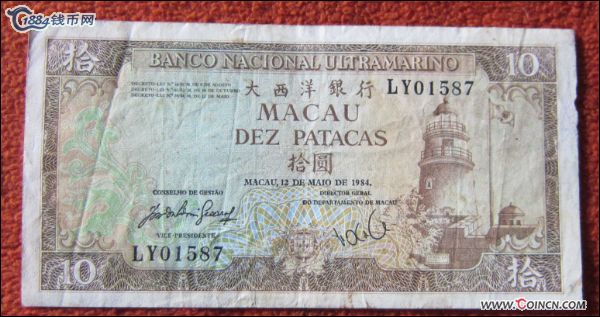 1884钱币网
拾
BANCO NACIONAL ULTRAMARINO
10
大西洋銀行
LY01587
MACAU
DEZ PATACAS
拾圓
MACAU, 12 DE MAIO DE 1984.
CONSELHO DE GESTÃO
DIRECTOR GERAL
DO DEPARTAMENTO DE MACAU
VICE-PRESIDENTE
LY01587
10
拾
www.COINCN.com